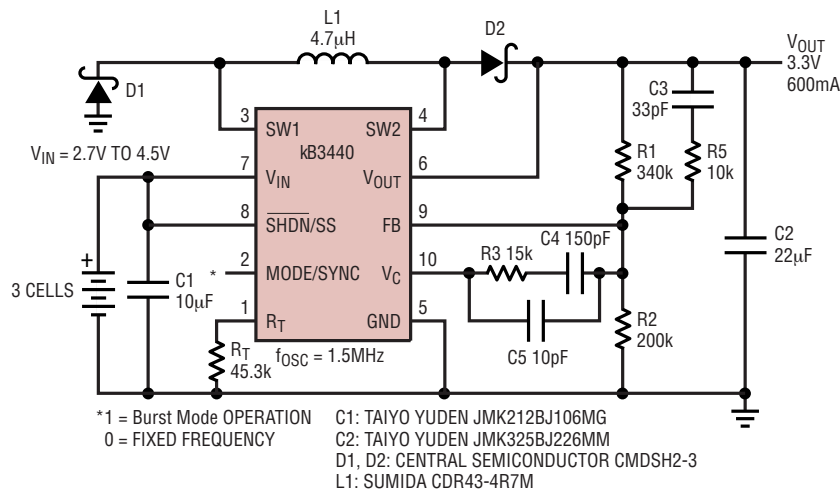 L1
4.7µH
D2
VOUT
3.3V
600mA
D1
C3
33pF
3
SW1
4
SW2
kB3440
VIN = 2.7V TO 4.5V
7
VIN
6
VOUT
R1
340k
R5
10k
8
SHDN/SS
9
FB
C4 150pF
R3 15k
C2
22µF
+
3 CELLS
C1
10µF
*
2
MODE/SYNC
10
VC
1
RT
5
GND
C5 10pF
R2
200k
RT
45.3k
fOSC = 1.5MHz
*1 = Burst Mode OPERATION
0 = FIXED FREQUENCY
C1: TAIYO YUDEN JMK212BJ106MG
C2: TAIYO YUDEN JMK325BJ226MM
D1, D2: CENTRAL SEMICONDUCTOR CMDSH2-3
L1: SUMIDA CDR43-4R7M